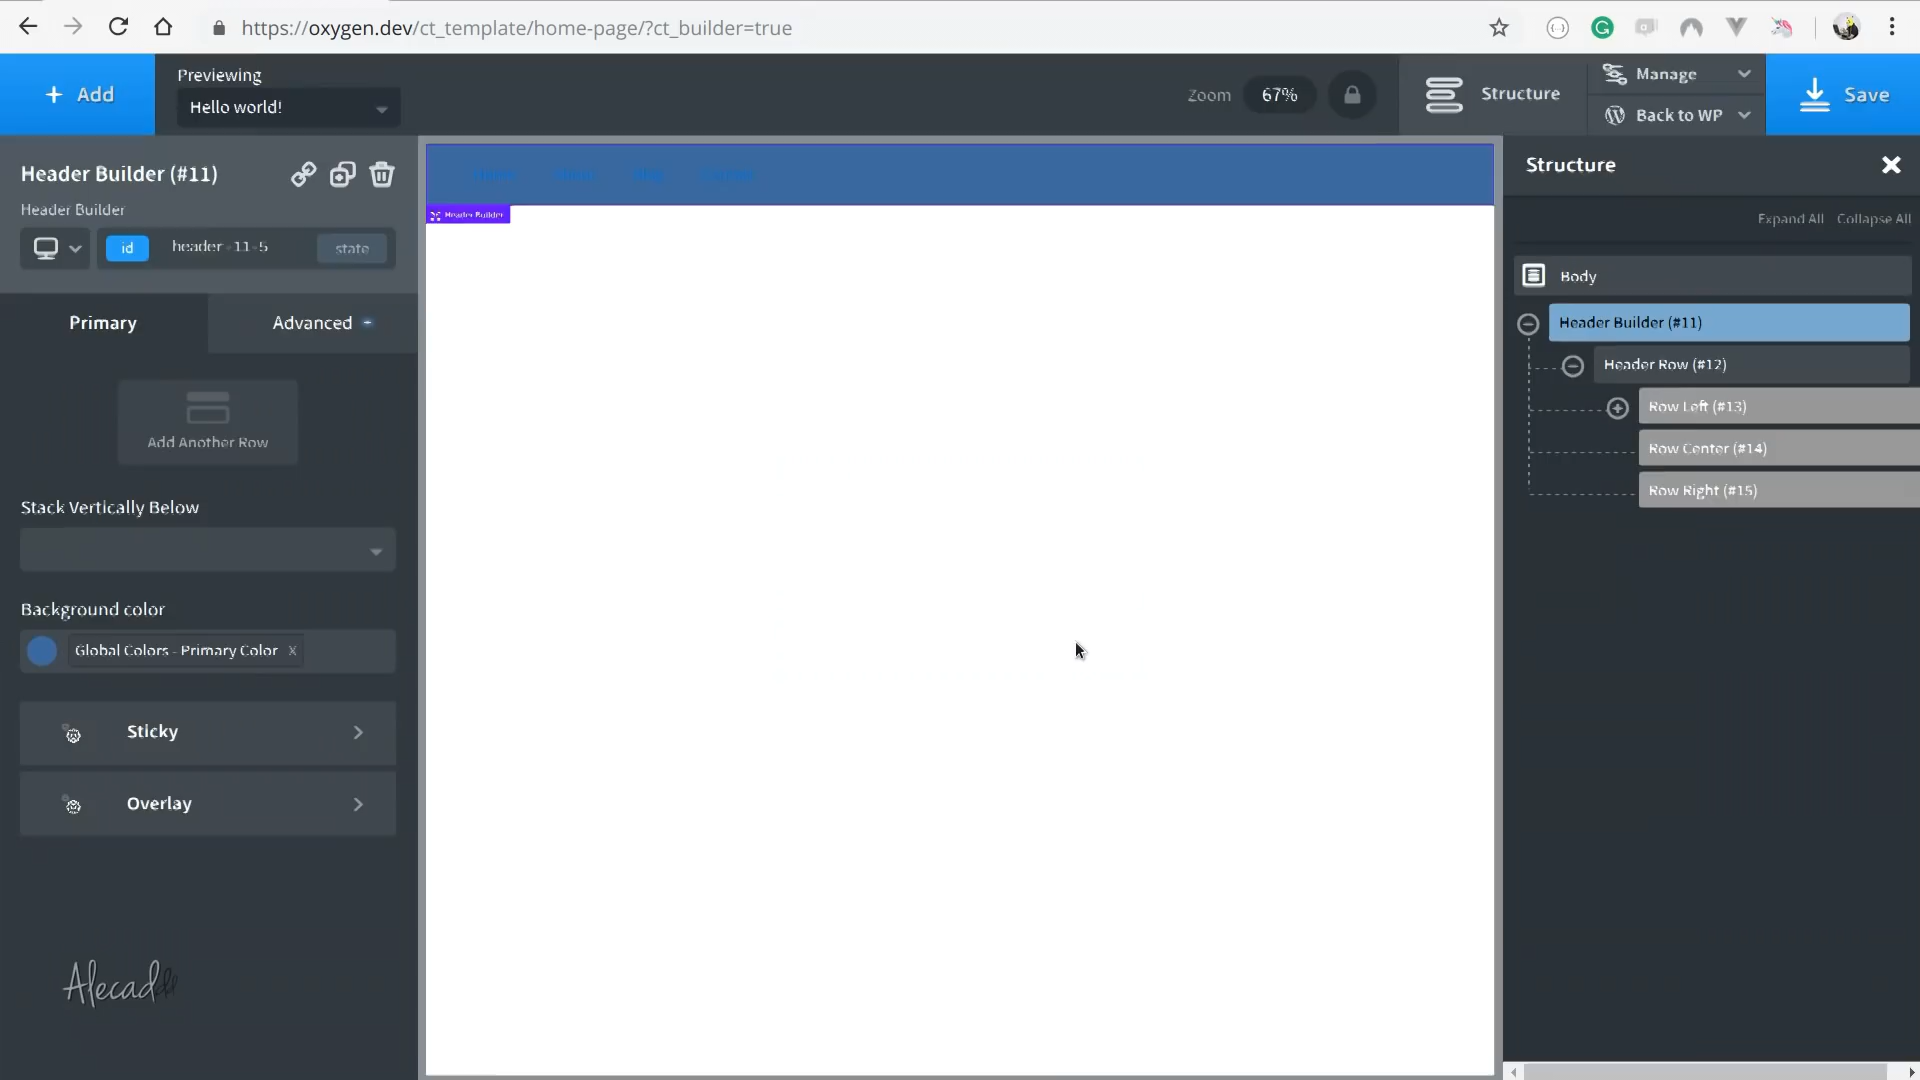 https://oxygen.dev/ct_template/home-page/?ct_builder=true
+ Add
Previewing
Hello world!
Zoom 67%
Structure
Manage
Back to WP
Save
Header Builder (#11)
Header Builder
id header-11-5 state
Primary
Advanced
Add Another Row
Stack Vertically Below
Background color
Global Colors - Primary Color x
Sticky
Overlay
Header Builder
Structure
Expand All Collapse All
Body
Header Builder (#11)
Header Row (#12)
Row Left (#13)
Row Center (#14)
Row Right (#15)